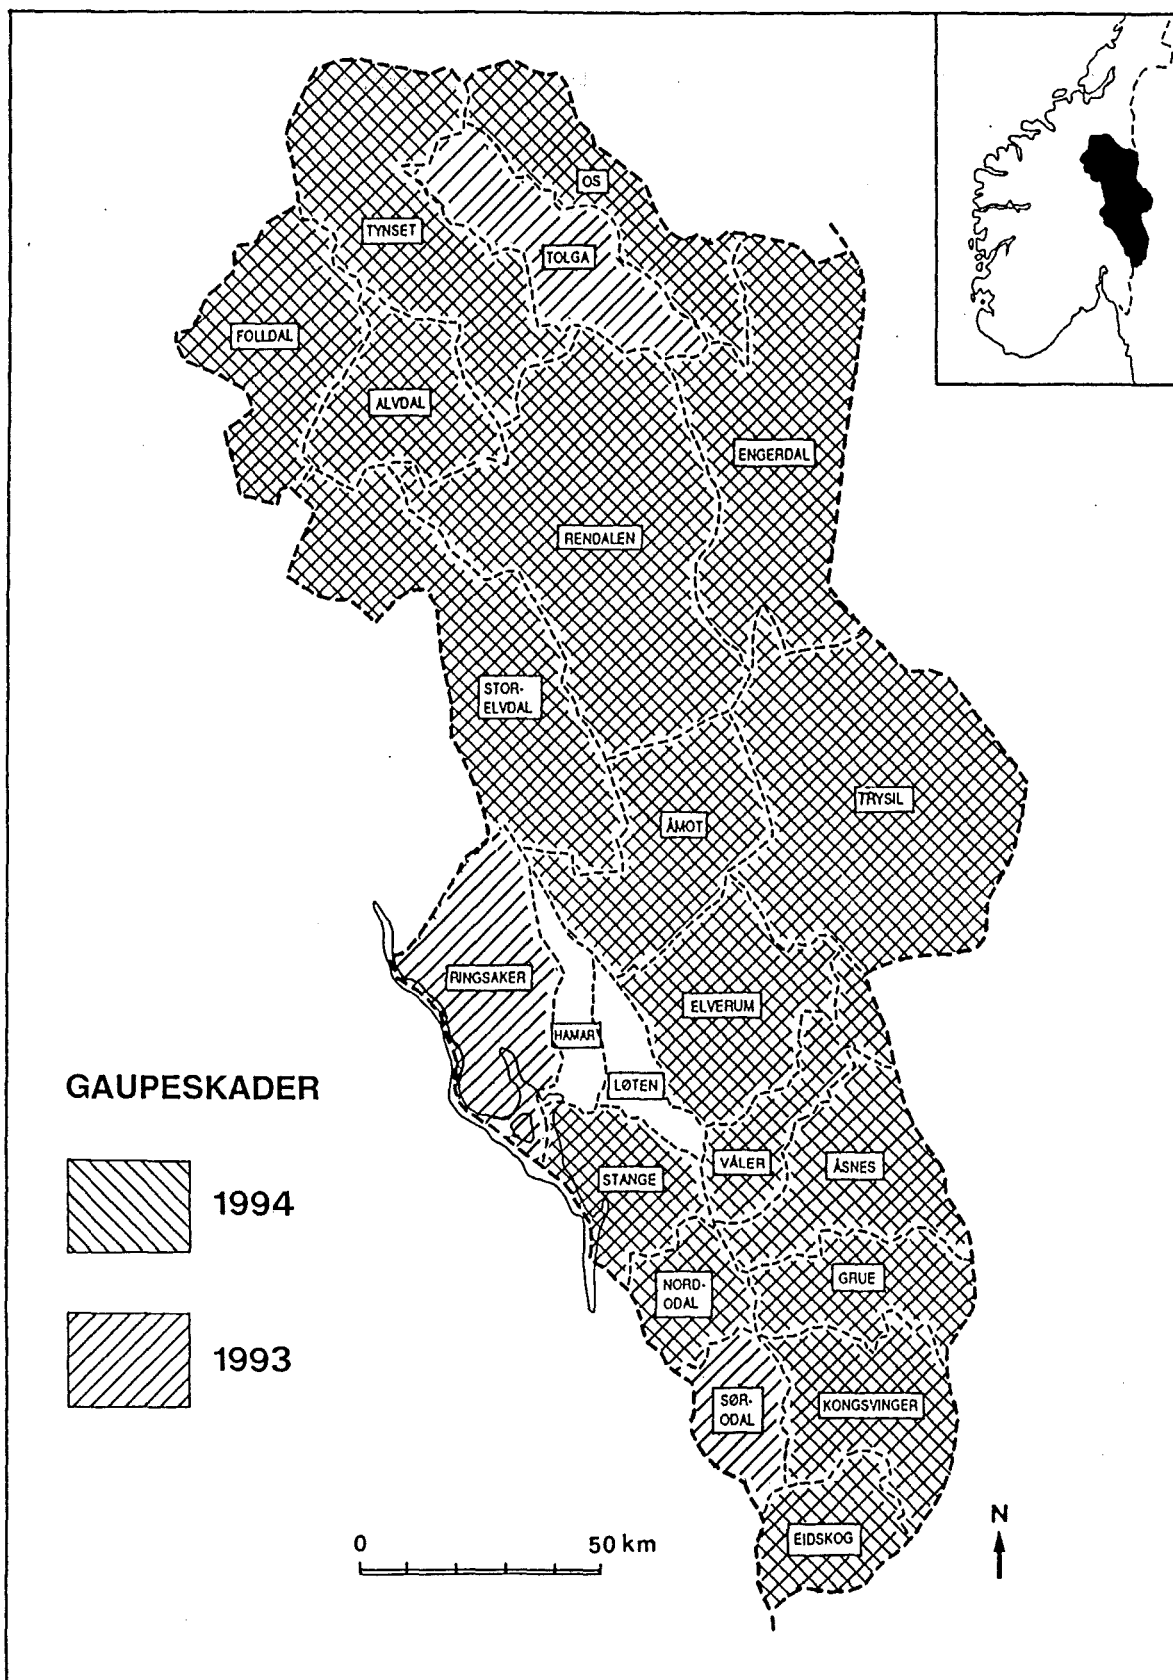 OS
TYNSET
TOLGA
FOLLDAL
ALVDAL
ENGERDAL
RENDALEN
STOR-
ELVDAL
TRYSIL
ÅMOT
RINGSAKER
ELVERUM
HAMAR
LØTEN
GAUPESKADER
VÅLER
ÅSNES
STANGE
1994
GRUE
NORD-
ODAL
1993
SØR-
ODAL
KONGSVINGER
N
EIDSKOG
0 50 km